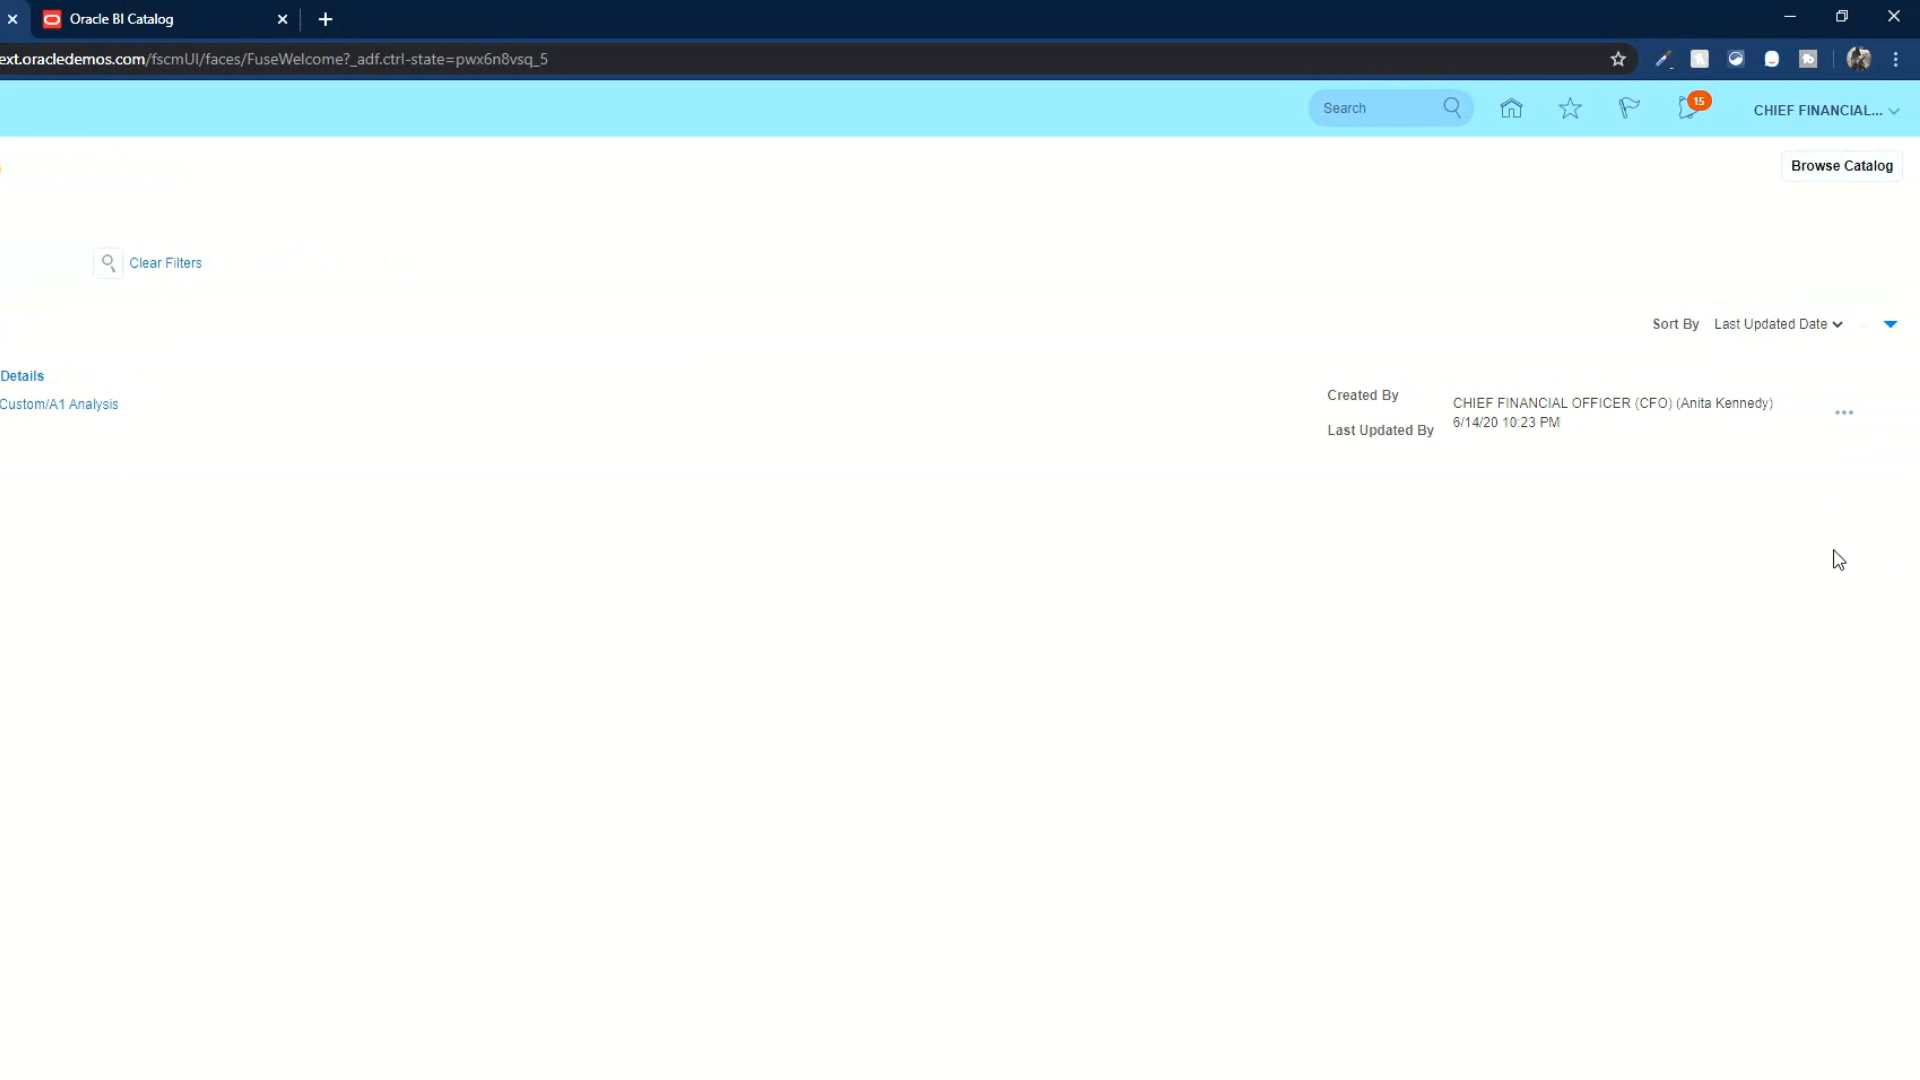 Oracle BI Catalog
ext.oracledemos.com/fscmUI/faces/FuseWelcome?_adf.ctrl-state=pwx6n8vsq_5
Search
15
CHIEF FINANCIAL...
Browse Catalog
Clear Filters
Sort By Last Updated Date
Details
Custom/A1 Analysis
Created By
CHIEF FINANCIAL OFFICER (CFO) (Anita Kennedy)
6/14/20 10:23 PM
Last Updated By